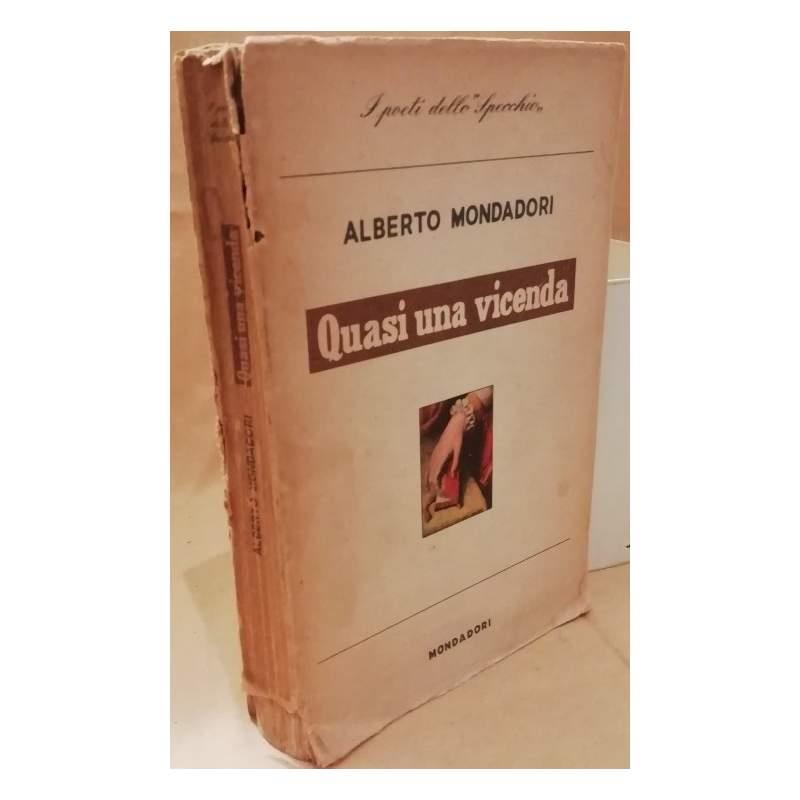 I poeti dello "Specchio„
ALBERTO MONDADORI
Quasi una vicenda
MONDADORI
Quasi una vicenda
ALBERTO MONDADORI